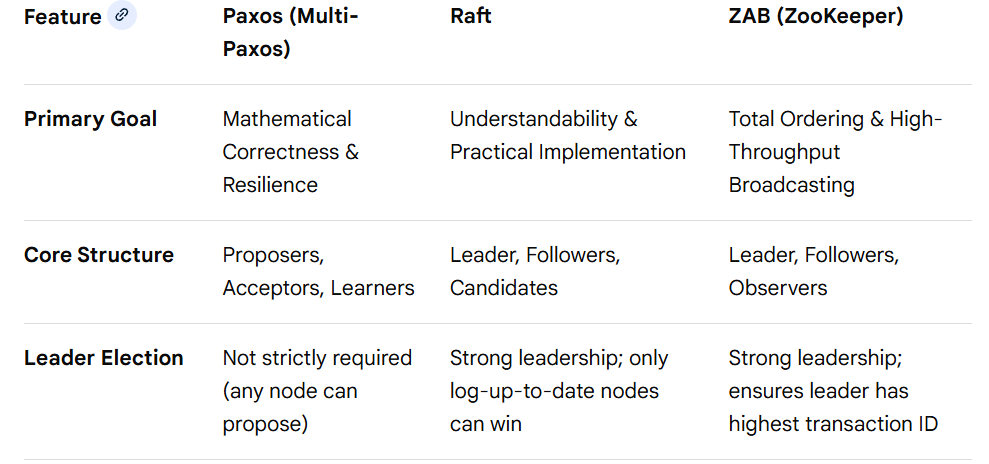 Feature
Paxos (Multi-
Paxos)
Raft
ZAB (ZooKeeper)
Primary Goal
Mathematical
Correctness &
Resilience
Understandability &
Practical Implementation
Total Ordering & High-
Throughput
Broadcasting
Core Structure
Proposers,
Acceptors, Learners
Leader, Followers,
Candidates
Leader, Followers,
Observers
Leader Election
Not strictly required
(any node can
propose)
Strong leadership; only
log-up-to-date nodes
can win
Strong leadership;
ensures leader has
highest transaction ID